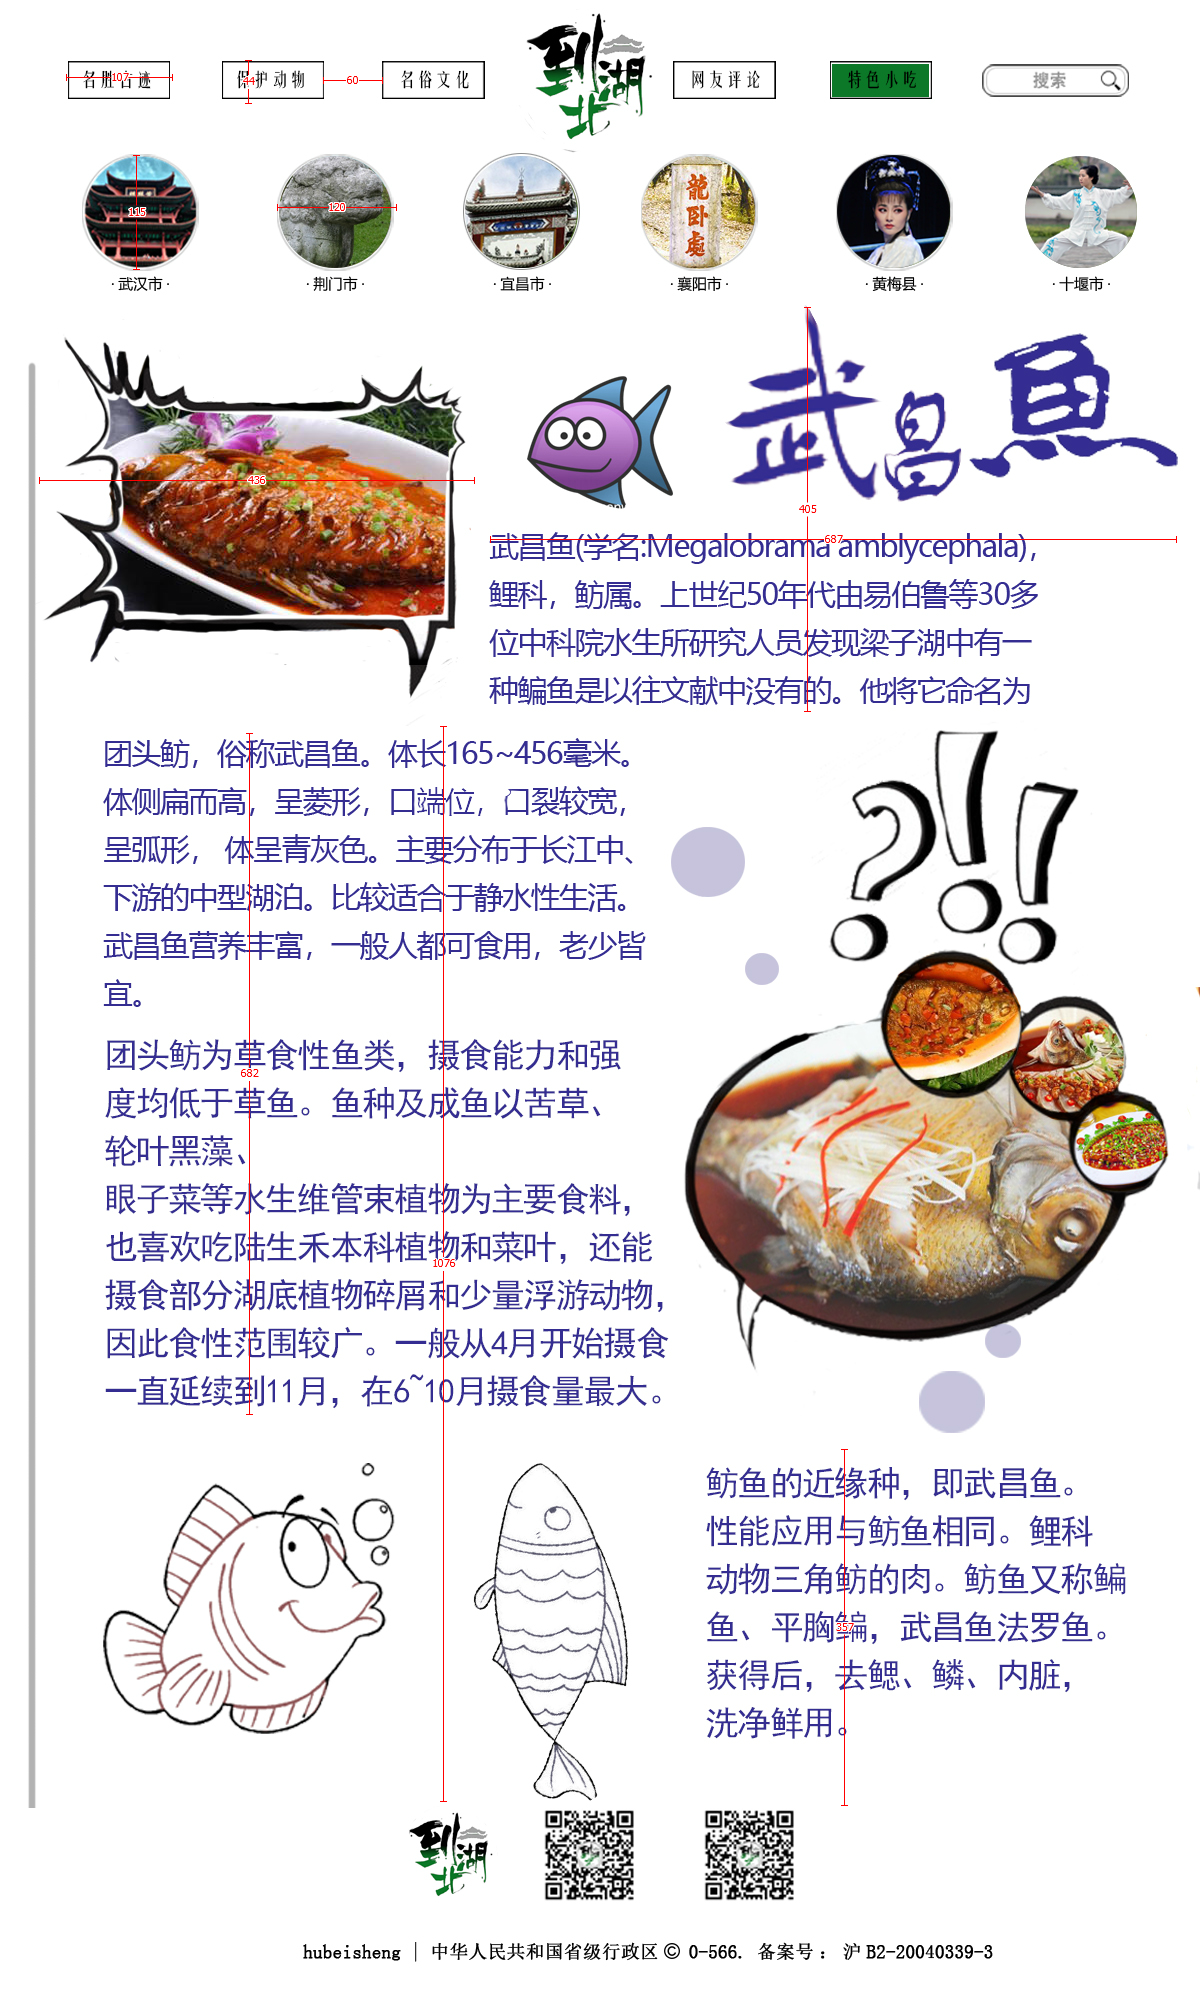 名胜古迹
107
保护动物
44
60
名俗文化
到湖北
网友评论
特色小吃
搜索
115
120
龍卧處
·武汉市·
·荆门市·
·宜昌市·
·襄阳市·
·黄梅县·
·十堰市·
武昌魚
436
405
687
武昌鱼(学名:Megalobrama amblycephala)，
鲤科，鲂属。上世纪50年代由易伯鲁等30多
位中科院水生所研究人员发现梁子湖中有一
种鳊鱼是以往文献中没有的。他将它命名为
团头鲂，俗称武昌鱼。体长165~456毫米。
体侧扁而高，呈菱形，口端位，口裂较宽，
呈弧形， 体呈青灰色。主要分布于长江中、
下游的中型湖泊。比较适合于静水性生活。
武昌鱼营养丰富，一般人都可食用，老少皆
宜。
?!!
团头鲂为草食性鱼类，摄食能力和强
682
度均低于草鱼。鱼种及成鱼以苦草、
轮叶黑藻、
眼子菜等水生维管束植物为主要食料，
也喜欢吃陆生禾本科植物和菜叶，还能
1076
摄食部分湖底植物碎屑和少量浮游动物，
因此食性范围较广。一般从4月开始摄食
一直延续到11月，在6~10月摄食量最大。
鲂鱼的近缘种，即武昌鱼。
性能应用与鲂鱼相同。鲤科
动物三角鲂的肉。鲂鱼又称鳊
鱼、平胸鳊，武昌鱼法罗鱼。
357
获得后，去鳃、鳞、内脏，
洗净鲜用。
到湖北
hubeisheng | 中华人民共和国省级行政区© 0-566. 备案号： 沪B2-20040339-3